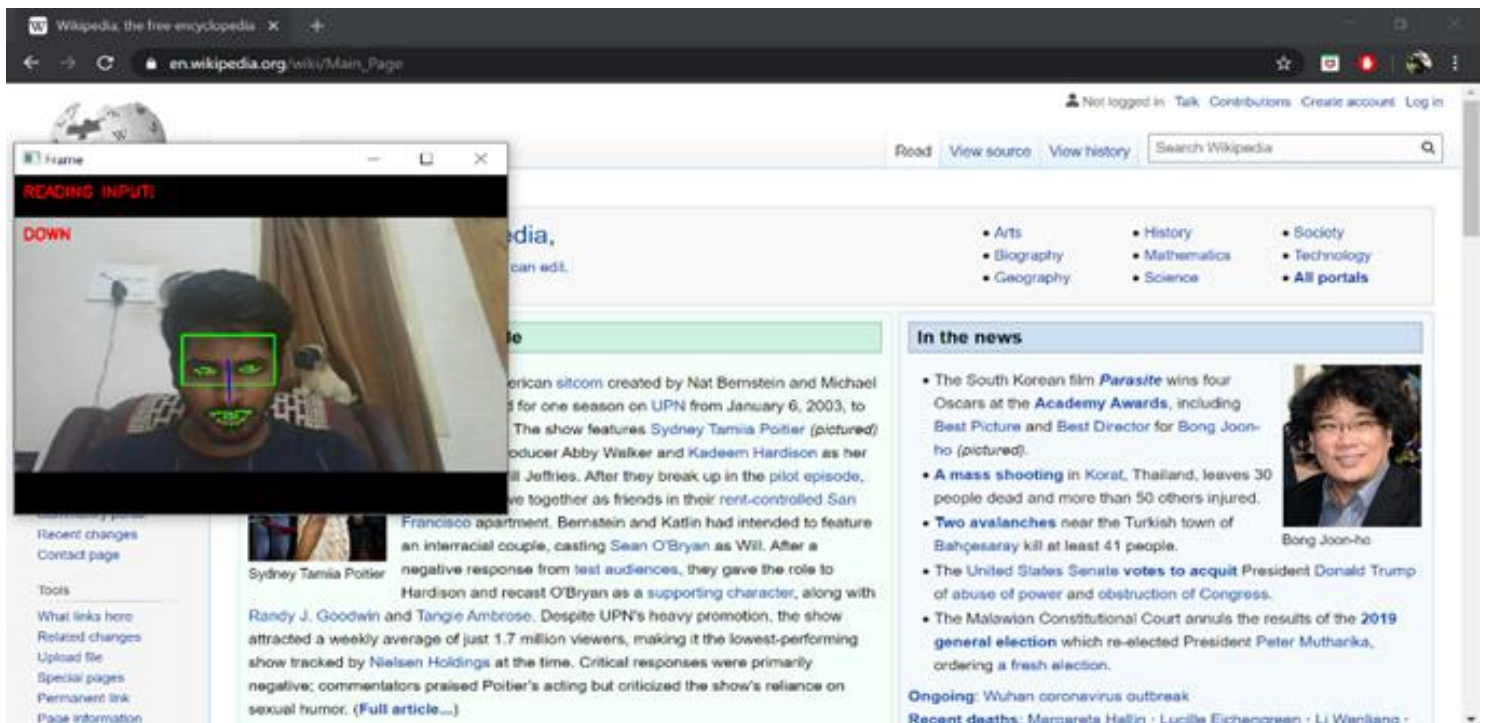 Wikipedia, the free encyclopedia
en.wikipedia.org/wiki/Main_Page
Not logged in Talk Contributions Create account Log in
Read View source View history Search Wikipedia
Frame
READING INPUT!
DOWN
edia,
can edit.
Arts
Biography
Geography
History
Mathematics
Science
Society
Technology
All portals
le
erican sitcom created by Nat Bernstein and Michael
d for one season on UPN from January 6, 2003, to
The show features Sydney Tamiia Poitier (pictured)
oducer Abby Walker and Kadeem Hardison as her
ill Jeffries. After they break up in the pilot episode,
ve together as friends in their rent-controlled San
Francisco apartment. Bernstein and Katlin had intended to feature
an interracial couple, casting Sean O'Bryan as Will. After a
negative response from test audiences, they gave the role to
Hardison and recast O'Bryan as a supporting character, along with
Randy J. Goodwin and Tangie Ambrose. Despite UPN's heavy promotion, the show
attracted a weekly average of just 1.7 million viewers, making it the lowest-performing
show tracked by Nielsen Holdings at the time. Critical responses were primarily
negative; commentators praised Poitier's acting but criticized the show's reliance on
sexual humor. (Full article...)
Sydney Tamiia Poitier
Recent changes
Contact page
Tools
What links here
Related changes
Upload file
Special pages
Permanent link
Page information
In the news
The South Korean film Parasite wins four
Oscars at the Academy Awards, including
Best Picture and Best Director for Bong Joon-
ho (pictured).
A mass shooting in Korat, Thailand, leaves 30
people dead and more than 50 others injured.
Two avalanches near the Turkish town of
Bahçesaray kill at least 41 people.
The United States Senate votes to acquit President Donald Trump
of abuse of power and obstruction of Congress.
The Malawian Constitutional Court annuls the results of the 2019
general election which re-elected President Peter Mutharika,
ordering a fresh election.
Ongoing: Wuhan coronavirus outbreak
Recent deaths: Margareta Hallin · Lucille Eichengreen · Li Wenliang ·
Bong Joon-ho